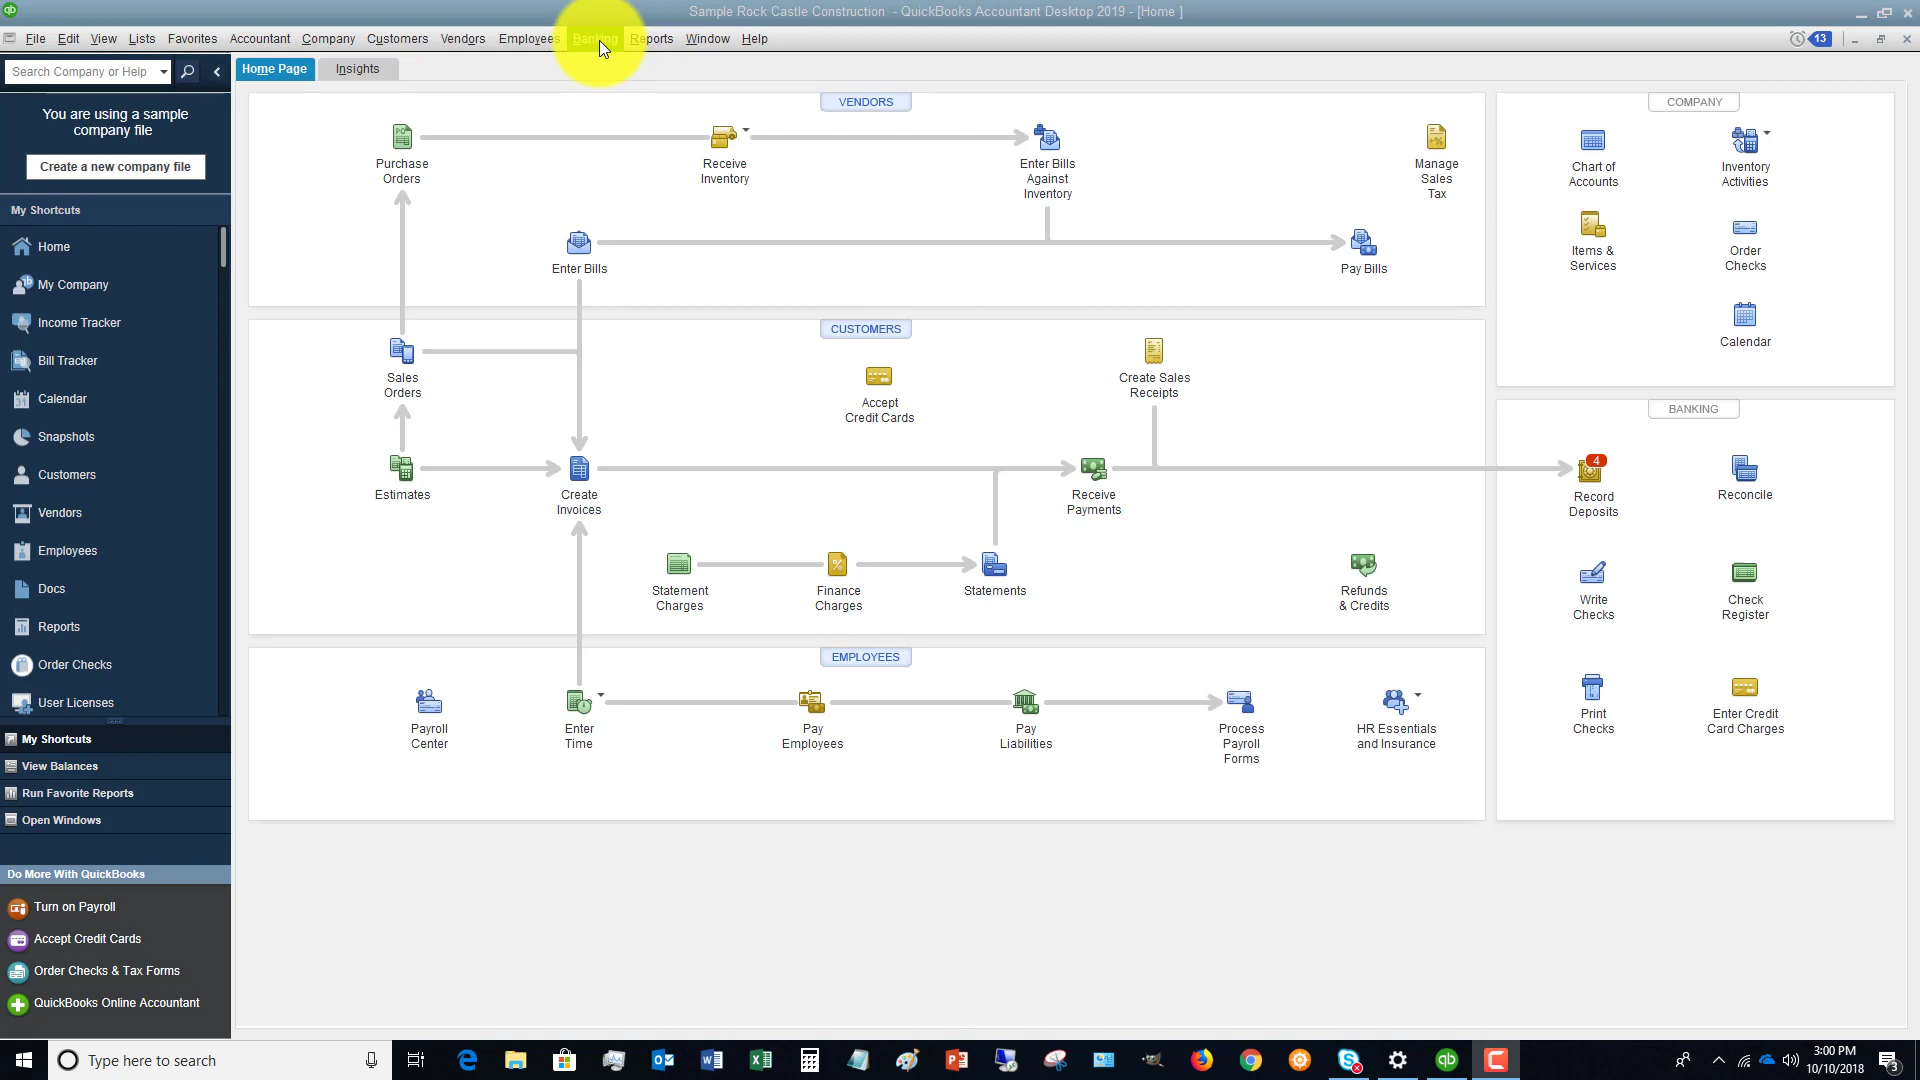 Sample Rock Castle Construction - QuickBooks Accountant Desktop 2019 - [Home ]
File Edit View Lists Favorites Accountant Company Customers Vendors Employees Banking Reports Window Help
13
Search Company or Help
Home Page Insights
You are using a sample
company file
Create a new company file
My Shortcuts
Home
My Company
Income Tracker
Bill Tracker
Calendar
Snapshots
Customers
Vendors
Employees
Docs
Reports
Order Checks
User Licenses
My Shortcuts
View Balances
Run Favorite Reports
Open Windows
Do More With QuickBooks
Turn on Payroll
Accept Credit Cards
Order Checks & Tax Forms
QuickBooks Online Accountant
VENDORS
Purchase
Orders
Receive
Inventory
Enter Bills
Against
Inventory
Manage
Sales
Tax
Enter Bills
Pay Bills
CUSTOMERS
Sales
Orders
Accept
Credit Cards
Create Sales
Receipts
Estimates
Create
Invoices
Receive
Payments
Statement
Charges
Finance
Charges
Statements
Refunds
& Credits
EMPLOYEES
Payroll
Center
Enter
Time
Pay
Employees
Pay
Liabilities
Process
Payroll
Forms
HR Essentials
and Insurance
COMPANY
Chart of
Accounts
Inventory
Activities
Items &
Services
Order
Checks
Calendar
BANKING
4
Record
Deposits
Reconcile
Write
Checks
Check
Register
Print
Checks
Enter Credit
Card Charges
Type here to search
3:00 PM
10/10/2018
3